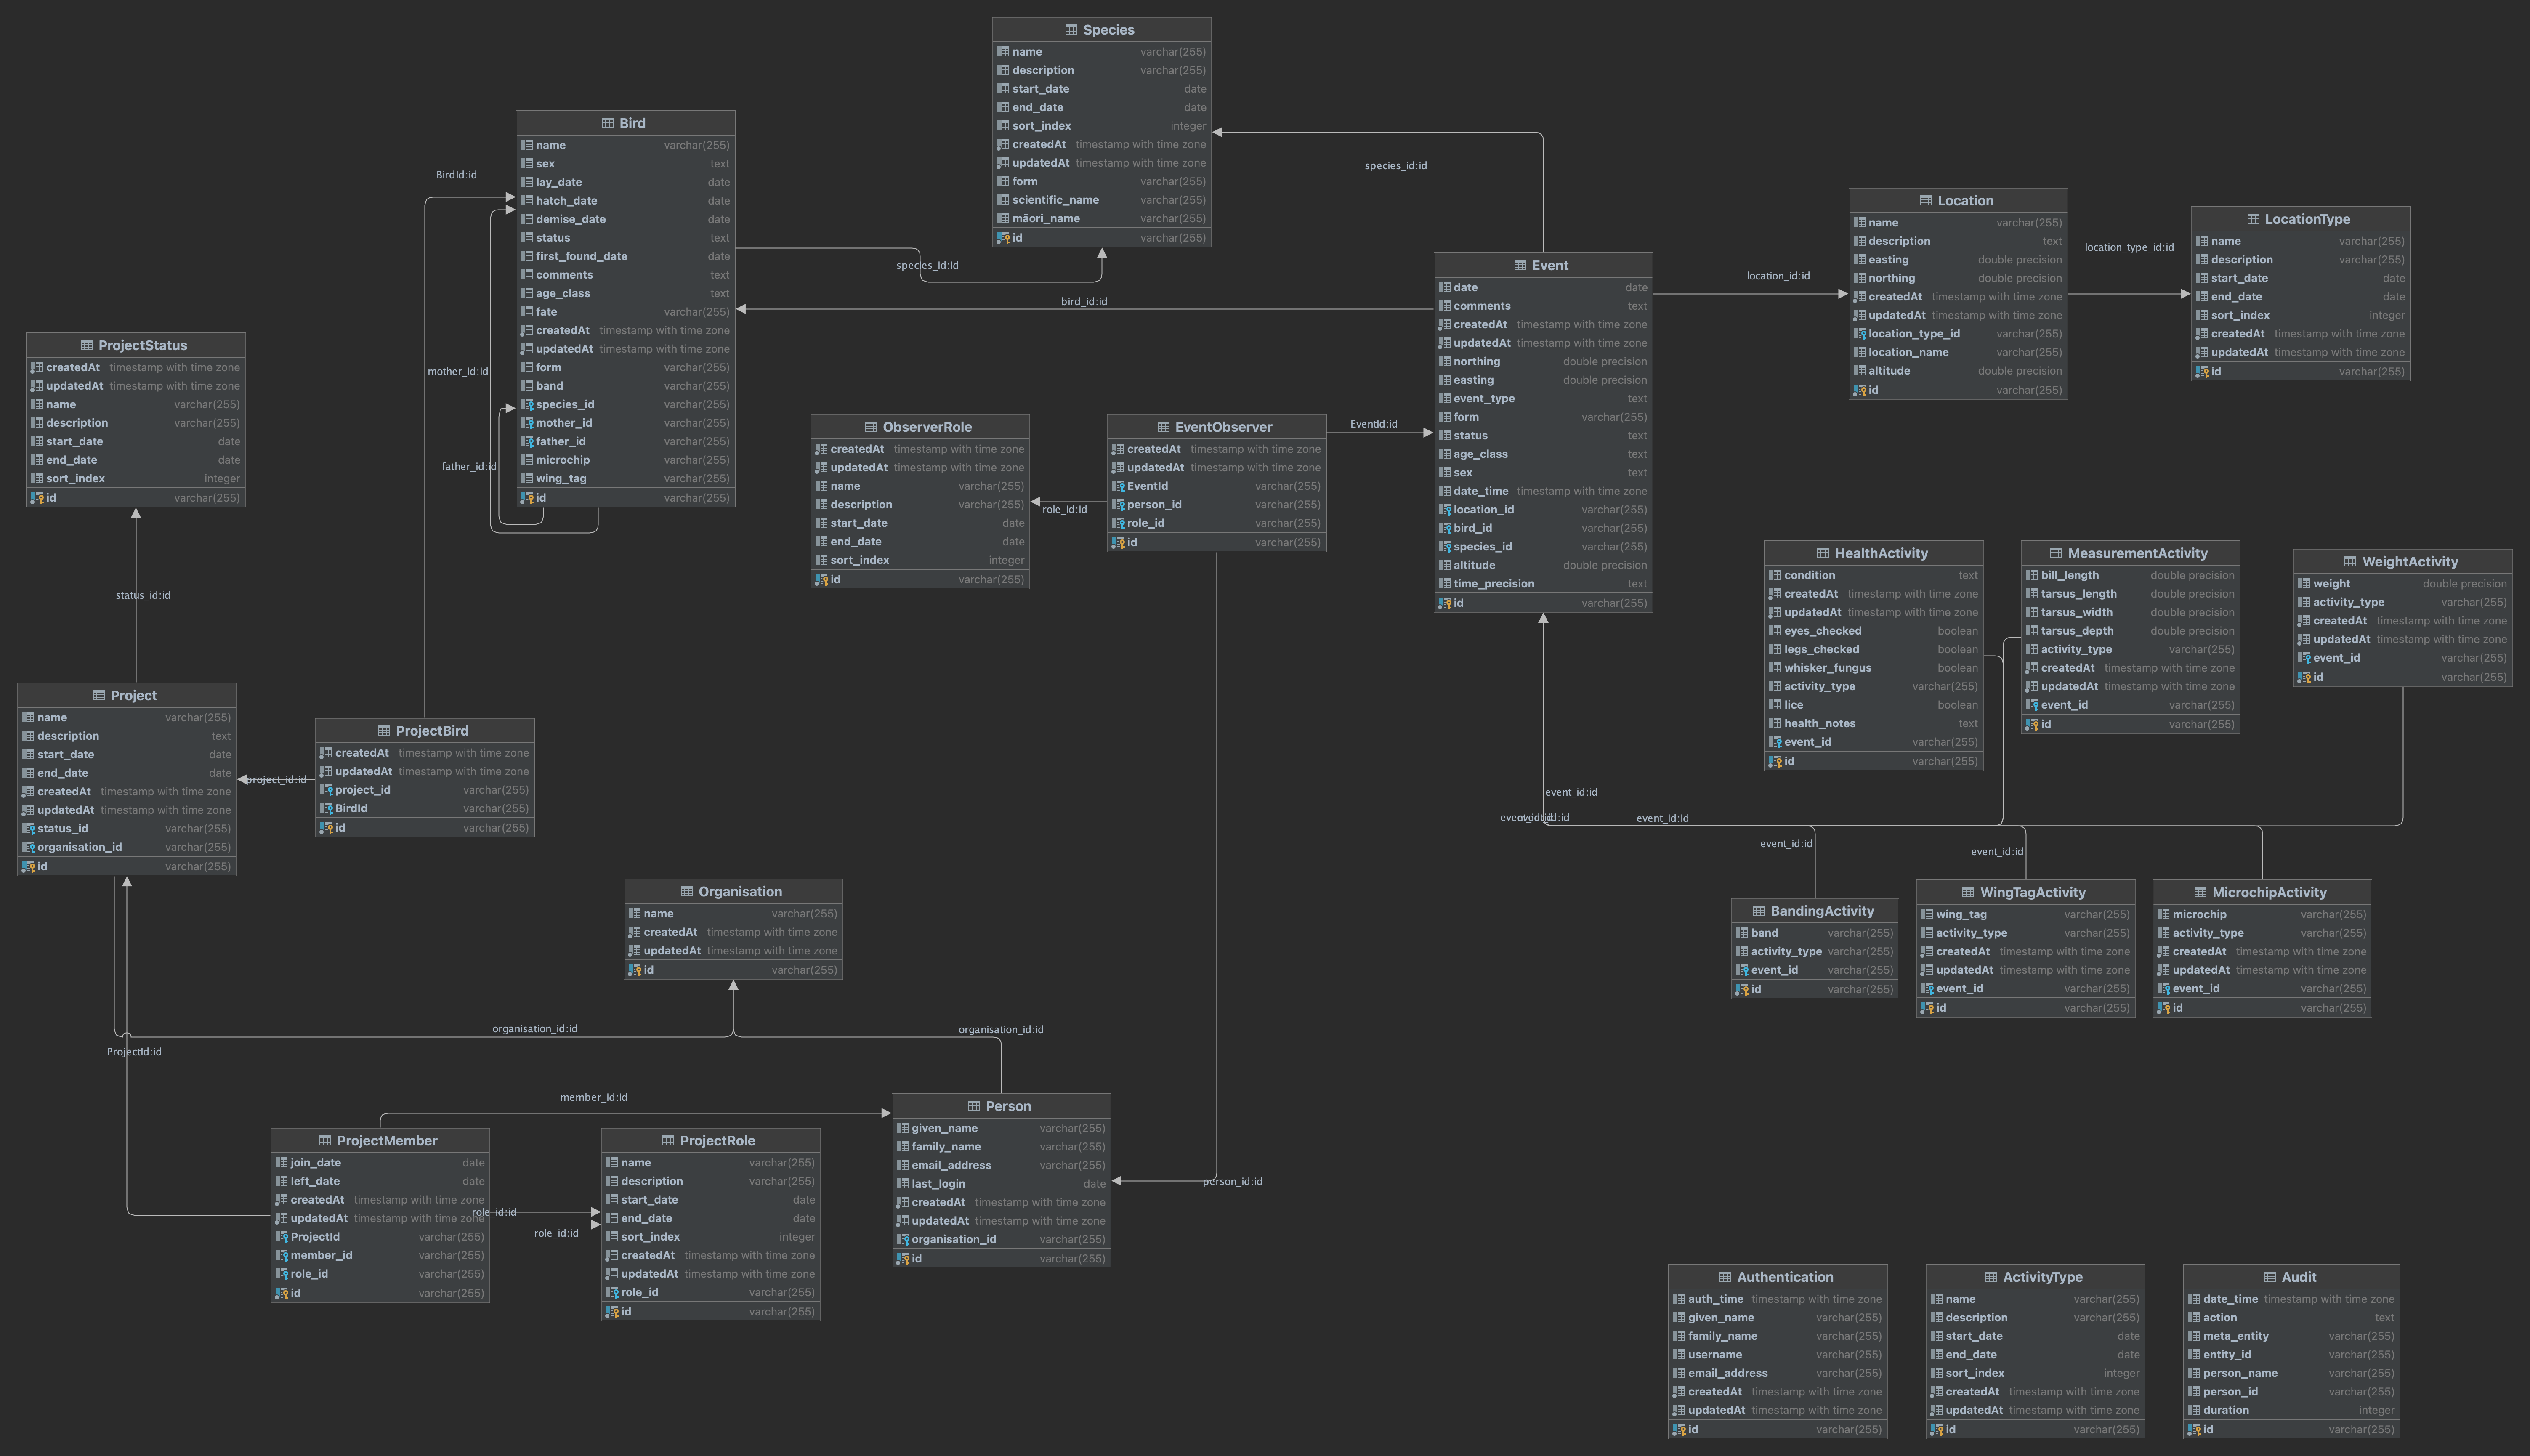 Species
name varchar(255)
description varchar(255)
start_date date
end_date date
sort_index integer
createdAt timestamp with time zone
updatedAt timestamp with time zone
form varchar(255)
scientific_name varchar(255)
māori_name varchar(255)
id varchar(255)
Bird
name varchar(255)
sex text
lay_date date
hatch_date date
demise_date date
status text
first_found_date date
comments text
age_class text
fate varchar(255)
createdAt timestamp with time zone
updatedAt timestamp with time zone
form varchar(255)
band varchar(255)
species_id varchar(255)
mother_id varchar(255)
father_id varchar(255)
microchip varchar(255)
wing_tag varchar(255)
id varchar(255)
BirdId:id
mother_id:id
father_id:id
species_id:id
species_id:id
bird_id:id
Event
date date
comments text
createdAt timestamp with time zone
updatedAt timestamp with time zone
northing double precision
easting double precision
event_type text
form varchar(255)
status text
age_class text
sex text
date_time timestamp with time zone
location_id varchar(255)
bird_id varchar(255)
species_id varchar(255)
altitude double precision
time_precision text
id varchar(255)
location_id:id
Location
name varchar(255)
description text
easting double precision
northing double precision
createdAt timestamp with time zone
updatedAt timestamp with time zone
location_type_id varchar(255)
location_name varchar(255)
altitude double precision
id varchar(255)
location_type_id:id
LocationType
name varchar(255)
description varchar(255)
start_date date
end_date date
sort_index integer
createdAt timestamp with time zone
updatedAt timestamp with time zone
id varchar(255)
ProjectStatus
createdAt timestamp with time zone
updatedAt timestamp with time zone
name varchar(255)
description varchar(255)
start_date date
end_date date
sort_index integer
id varchar(255)
status_id:id
ObserverRole
createdAt timestamp with time zone
updatedAt timestamp with time zone
name varchar(255)
description varchar(255)
start_date date
end_date date
sort_index integer
id varchar(255)
role_id:id
EventObserver
createdAt timestamp with time zone
updatedAt timestamp with time zone
EventId varchar(255)
person_id varchar(255)
role_id varchar(255)
id varchar(255)
EventId:id
HealthActivity
condition text
createdAt timestamp with time zone
updatedAt timestamp with time zone
eyes_checked boolean
legs_checked boolean
whisker_fungus boolean
activity_type varchar(255)
lice boolean
health_notes text
event_id varchar(255)
id varchar(255)
MeasurementActivity
bill_length double precision
tarsus_length double precision
tarsus_width double precision
tarsus_depth double precision
activity_type varchar(255)
createdAt timestamp with time zone
updatedAt timestamp with time zone
event_id varchar(255)
id varchar(255)
WeightActivity
weight double precision
activity_type varchar(255)
createdAt timestamp with time zone
updatedAt timestamp with time zone
event_id varchar(255)
id varchar(255)
Project
name varchar(255)
description text
start_date date
end_date date
createdAt timestamp with time zone
updatedAt timestamp with time zone
status_id varchar(255)
organisation_id varchar(255)
id varchar(255)
project_id:id
ProjectBird
createdAt timestamp with time zone
updatedAt timestamp with time zone
project_id varchar(255)
BirdId varchar(255)
id varchar(255)
event_id:id
event_id:id
event_id:id
event_id:id
Organisation
name varchar(255)
createdAt timestamp with time zone
updatedAt timestamp with time zone
id varchar(255)
BandingActivity
band varchar(255)
activity_type varchar(255)
event_id varchar(255)
id varchar(255)
WingTagActivity
wing_tag varchar(255)
activity_type varchar(255)
createdAt timestamp with time zone
updatedAt timestamp with time zone
event_id varchar(255)
id varchar(255)
MicrochipActivity
microchip varchar(255)
activity_type varchar(255)
createdAt timestamp with time zone
updatedAt timestamp with time zone
event_id varchar(255)
id varchar(255)
organisation_id:id
organisation_id:id
ProjectId:id
member_id:id
ProjectMember
join_date date
left_date date
createdAt timestamp with time zone
updatedAt timestamp with time zone
ProjectId varchar(255)
member_id varchar(255)
role_id varchar(255)
id varchar(255)
role_id:id
role_id:id
ProjectRole
name varchar(255)
description varchar(255)
start_date date
end_date date
sort_index integer
createdAt timestamp with time zone
updatedAt timestamp with time zone
role_id varchar(255)
id varchar(255)
Person
given_name varchar(255)
family_name varchar(255)
email_address varchar(255)
last_login date
createdAt timestamp with time zone
updatedAt timestamp with time zone
organisation_id varchar(255)
id varchar(255)
person_id:id
Authentication
auth_time timestamp with time zone
given_name varchar(255)
family_name varchar(255)
username varchar(255)
email_address varchar(255)
createdAt timestamp with time zone
updatedAt timestamp with time zone
id varchar(255)
ActivityType
name varchar(255)
description varchar(255)
start_date date
end_date date
sort_index integer
createdAt timestamp with time zone
updatedAt timestamp with time zone
id varchar(255)
Audit
date_time timestamp with time zone
action text
meta_entity varchar(255)
entity_id varchar(255)
person_name varchar(255)
person_id varchar(255)
duration integer
id varchar(255)